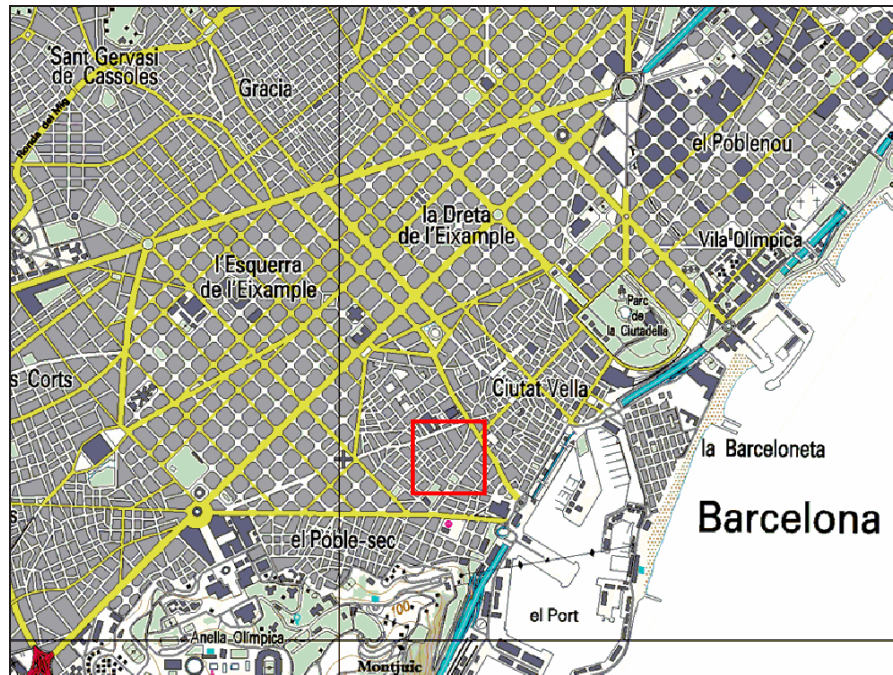 Sant Gervasi
de Cassoles
Gràcia
Ronda del Mig
el Poblenou
la Dreta
de l'Eixample
Vila Olímpica
l'Esquerra
de l'Eixample
Parc
de
la Ciutadella
s Corts
Ciutat Vella
la Barceloneta
Barcelona
s
el Poble-sec
100
el Port
Anella Olímpica
Montjuïc